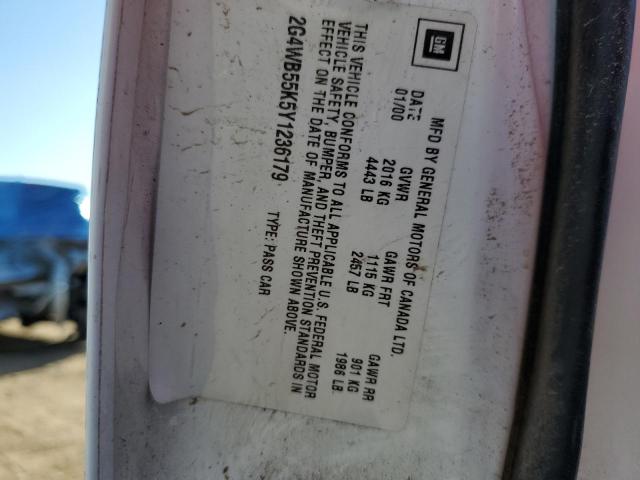 GM
MFD BY GENERAL MOTORS OF CANADA LTD.
DATE GVWR GAWR FRT GAWR RR
01/00 2016 KG 1115 KG 901 KG
4443 LB 2457 LB 1986 LB
THIS VEHICLE CONFORMS TO ALL APPLICABLE U.S. FEDERAL MOTOR
VEHICLE SAFETY, BUMPER, AND THEFT PREVENTION STANDARDS IN
EFFECT ON THE DATE OF MANUFACTURE SHOWN ABOVE.
2G4WB55K5Y1236179 TYPE: PASS CAR